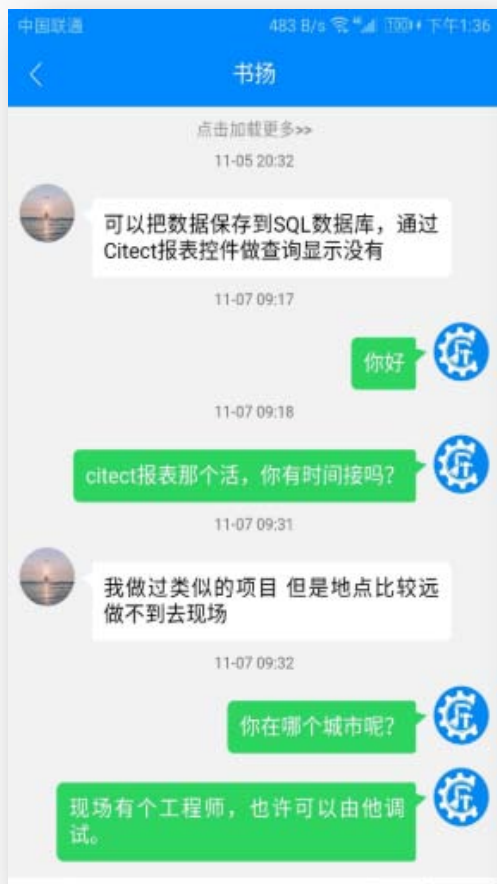 中国联通 483 B/s 100 下午1:36
书扬
点击加载更多>>
11-05 20:32
可以把数据保存到SQL数据库，通过
Citect报表控件做查询显示没有
11-07 09:17
你好
11-07 09:18
citect报表那个活，你有时间接吗？
11-07 09:31
我做过类似的项目 但是地点比较远
做不到去现场
11-07 09:32
你在哪个城市呢？
现场有个工程师，也许可以由他调
试。